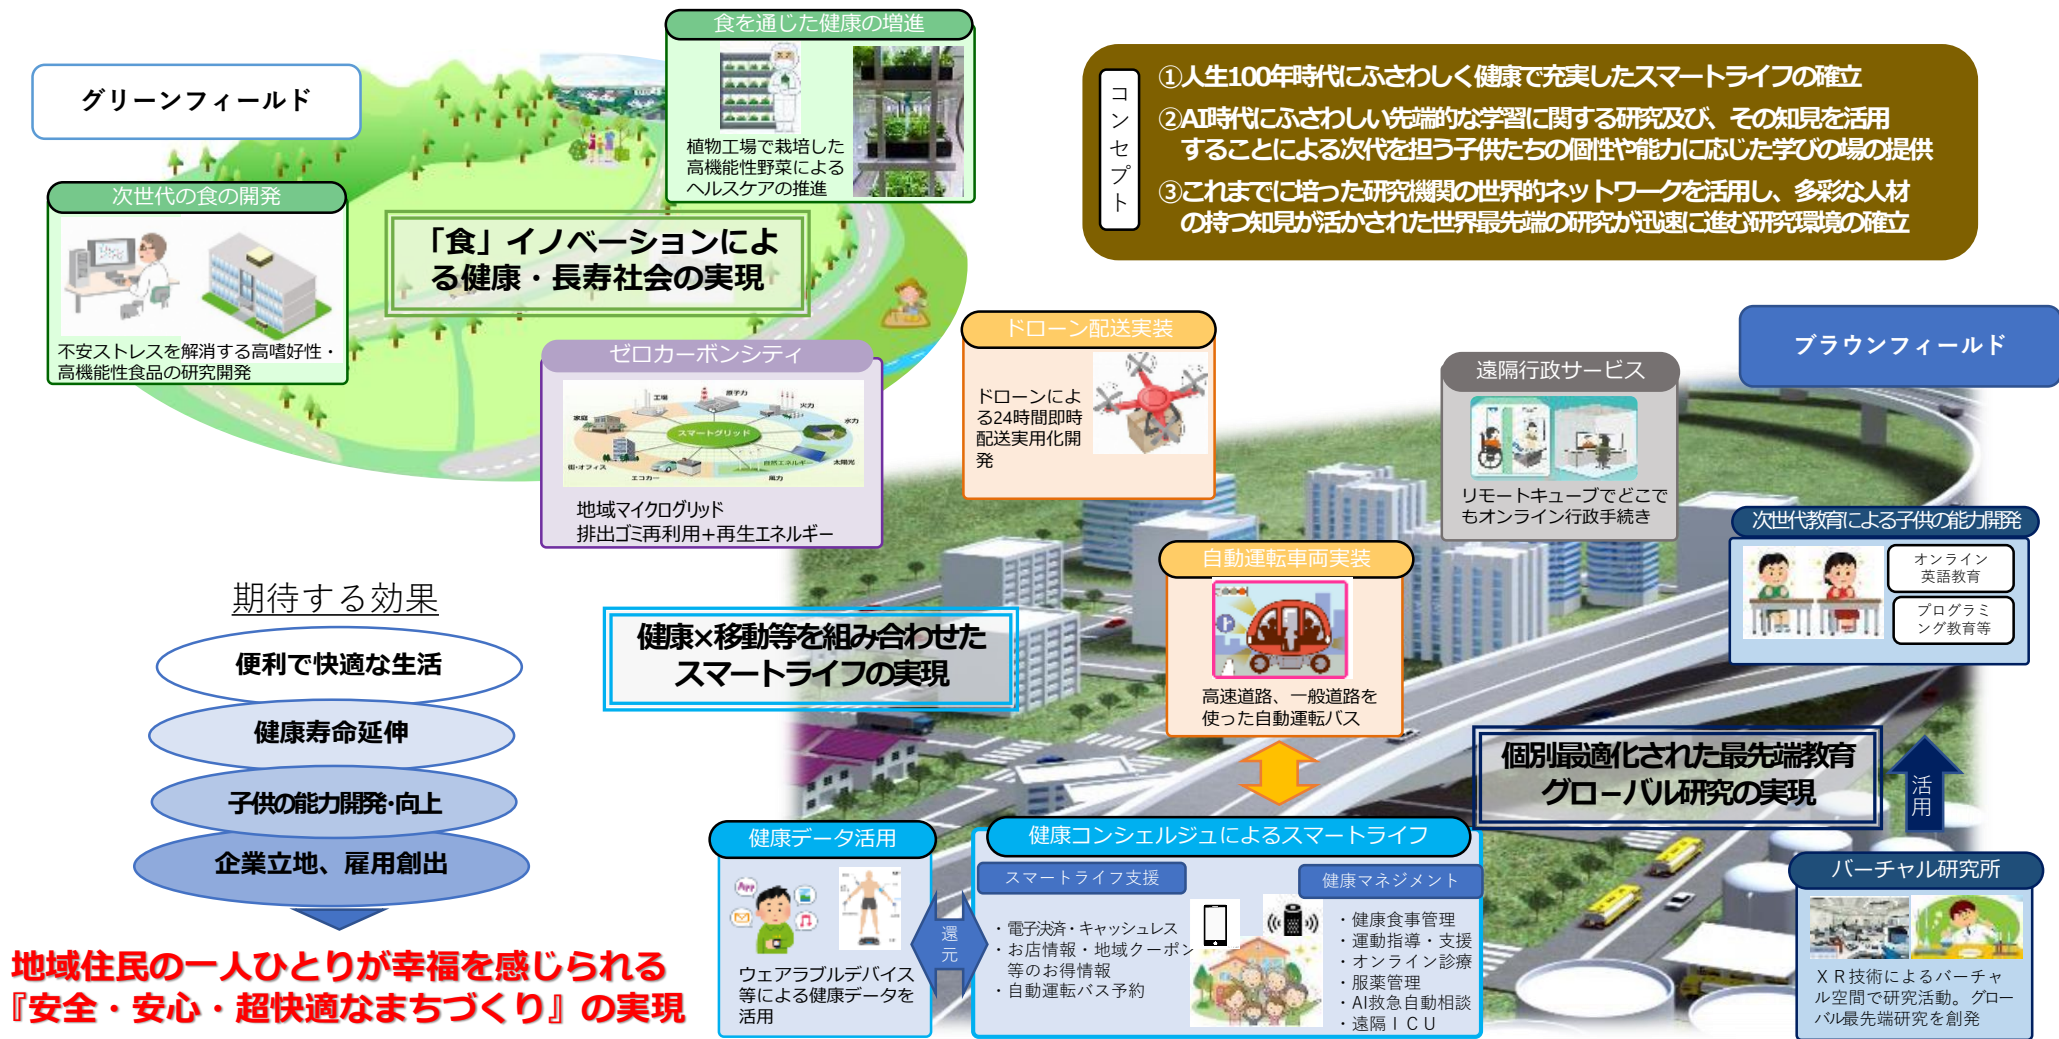 グリーンフィールド
食を通じた健康の増進
植物工場で栽培した
高機能性野菜による
ヘルスケアの推進
次世代の食の開発
不安ストレスを解消する高嗜好性・
高機能性食品の研究開発
「食」イノベーションによ
る健康・長寿社会の実現
コンセプト
①人生100年時代にふさわしく健康で充実したスマートライフの確立
②AI時代にふさわしい先端的な学習に関する研究及び、その知見を活用
することによる次代を担う子供たちの個性や能力に応じた学びの場の提供
③これまでに培った研究機関の世界的ネットワークを活用し、多彩な人材
の持つ知見が活かされた世界最先端の研究が迅速に進む研究環境の確立
ゼロカーボンシティ
工場
原子力
火力
家庭
水力
スマートグリッド
街・オフィス
自然エネルギー
太陽光
エコカー
風力
地域マイクログリッド
排出ゴミ再利用+再生エネルギー
ドローン配送実装
ドローンによ
る24時間即時
配送実用化開
発
遠隔行政サービス
リモートキューブでどこで
もオンライン行政手続き
ブラウンフィールド
次世代教育による子供の能力開発
オンライン
英語教育
プログラミ
ング教育等
自動運転車両実装
高速道路、一般道路を
使った自動運転バス
健康×移動等を組み合わせた
スマートライフの実現
個別最適化された最先端教育
グローバル研究の実現
活用
期待する効果
便利で快適な生活
健康寿命延伸
子供の能力開発・向上
企業立地、雇用創出
地域住民の一人ひとりが幸福を感じられる
『安全・安心・超快適なまちづくり』の実現
健康データ活用
App
ウェアラブルデバイス
等による健康データを
活用
還元
健康コンシェルジュによるスマートライフ
スマートライフ支援
・電子決済・キャッシュレス
・お店情報・地域クーポン
等のお得情報
・自動運転バス予約
健康マネジメント
・健康食事管理
・運動指導・支援
・オンライン診療
・服薬管理
・AI救急自動相談
・遠隔ＩＣＵ
バーチャル研究所
ＸＲ技術によるバーチャ
ル空間で研究活動。グロー
バル最先端研究を創発